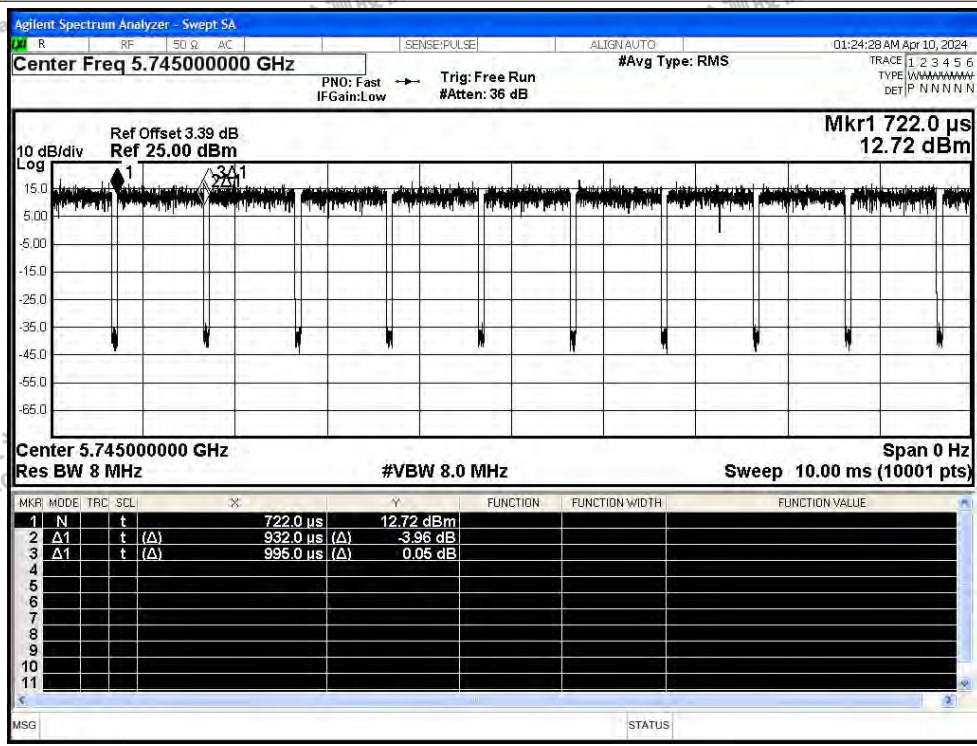 Agilent Spectrum Analyzer - Swept SA
R RF 50 Ω AC SENSE:PULSE ALIGN AUTO 01:24:28 AM Apr 10, 2024
Center Freq 5.745000000 GHz #Avg Type: RMS TRACE 1 2 3 4 5 6
PNO: Fast Trig: Free Run TYPE WWWWWW
IFGain:Low #Atten: 36 dB DET P N N N N N
Ref Offset 3.39 dB Mkr1 722.0 µs
10 dB/div Ref 25.00 dBm 12.72 dBm
Log
1 3Δ1
2Δ1
15.0
5.00
-5.00
-15.0
-25.0
-35.0
-45.0
-55.0
-65.0
Center 5.745000000 GHz Span 0 Hz
Res BW 8 MHz #VBW 8.0 MHz Sweep 10.00 ms (10001 pts)
MKR MODE TRC SCL X Y FUNCTION FUNCTION WIDTH FUNCTION VALUE
1 N t 722.0 µs 12.72 dBm
2 Δ1 t (Δ) 932.0 µs (Δ) -3.96 dB
3 Δ1 t (Δ) 995.0 µs (Δ) 0.05 dB
4
5
6
7
8
9
10
11
MSG STATUS